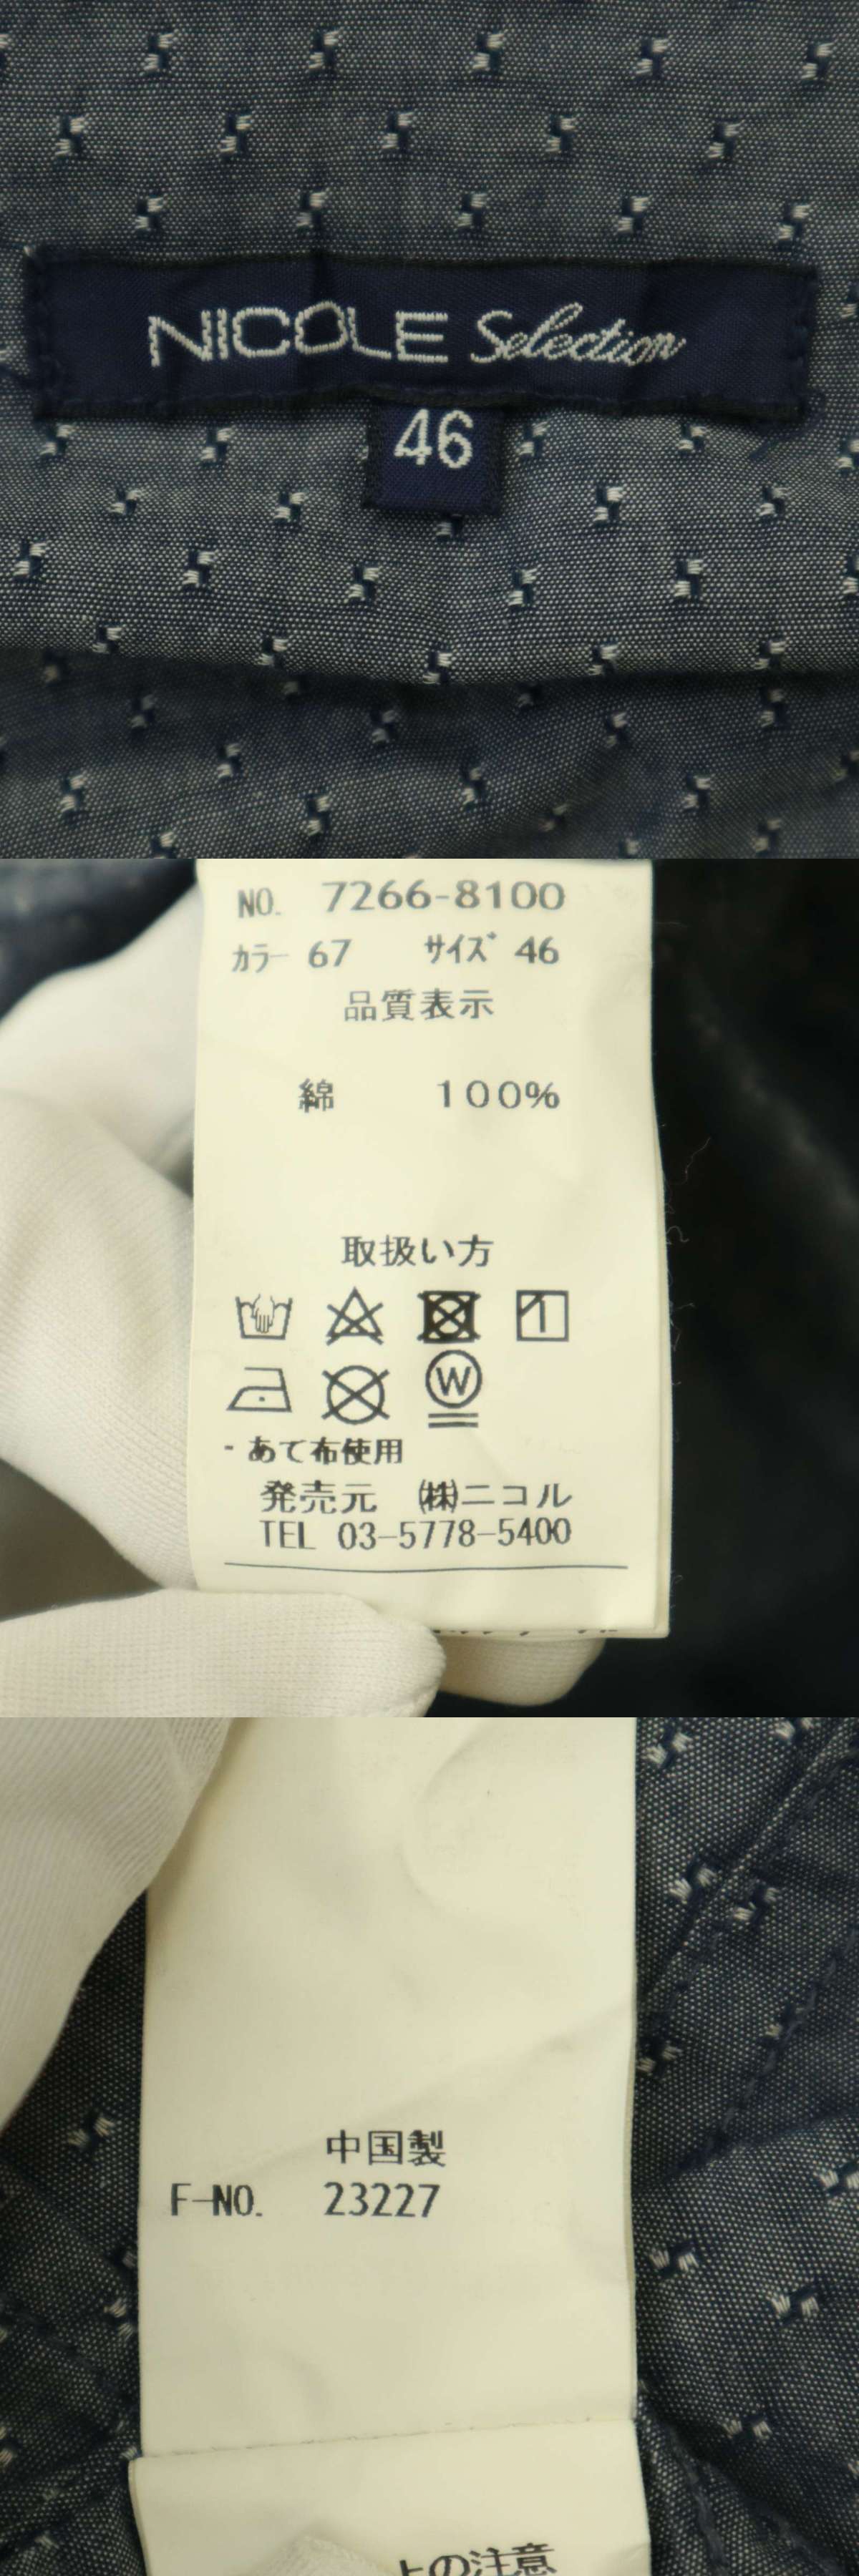 NICOLE Selection
46
NO. 7266-8100
カラー 67 サイズ 46
品質表示
綿 100%
取扱い方
W
- あて布使用
発売元 ㈱ニコル
TEL 03-5778-5400
中国製
F-NO. 23227
上の注意